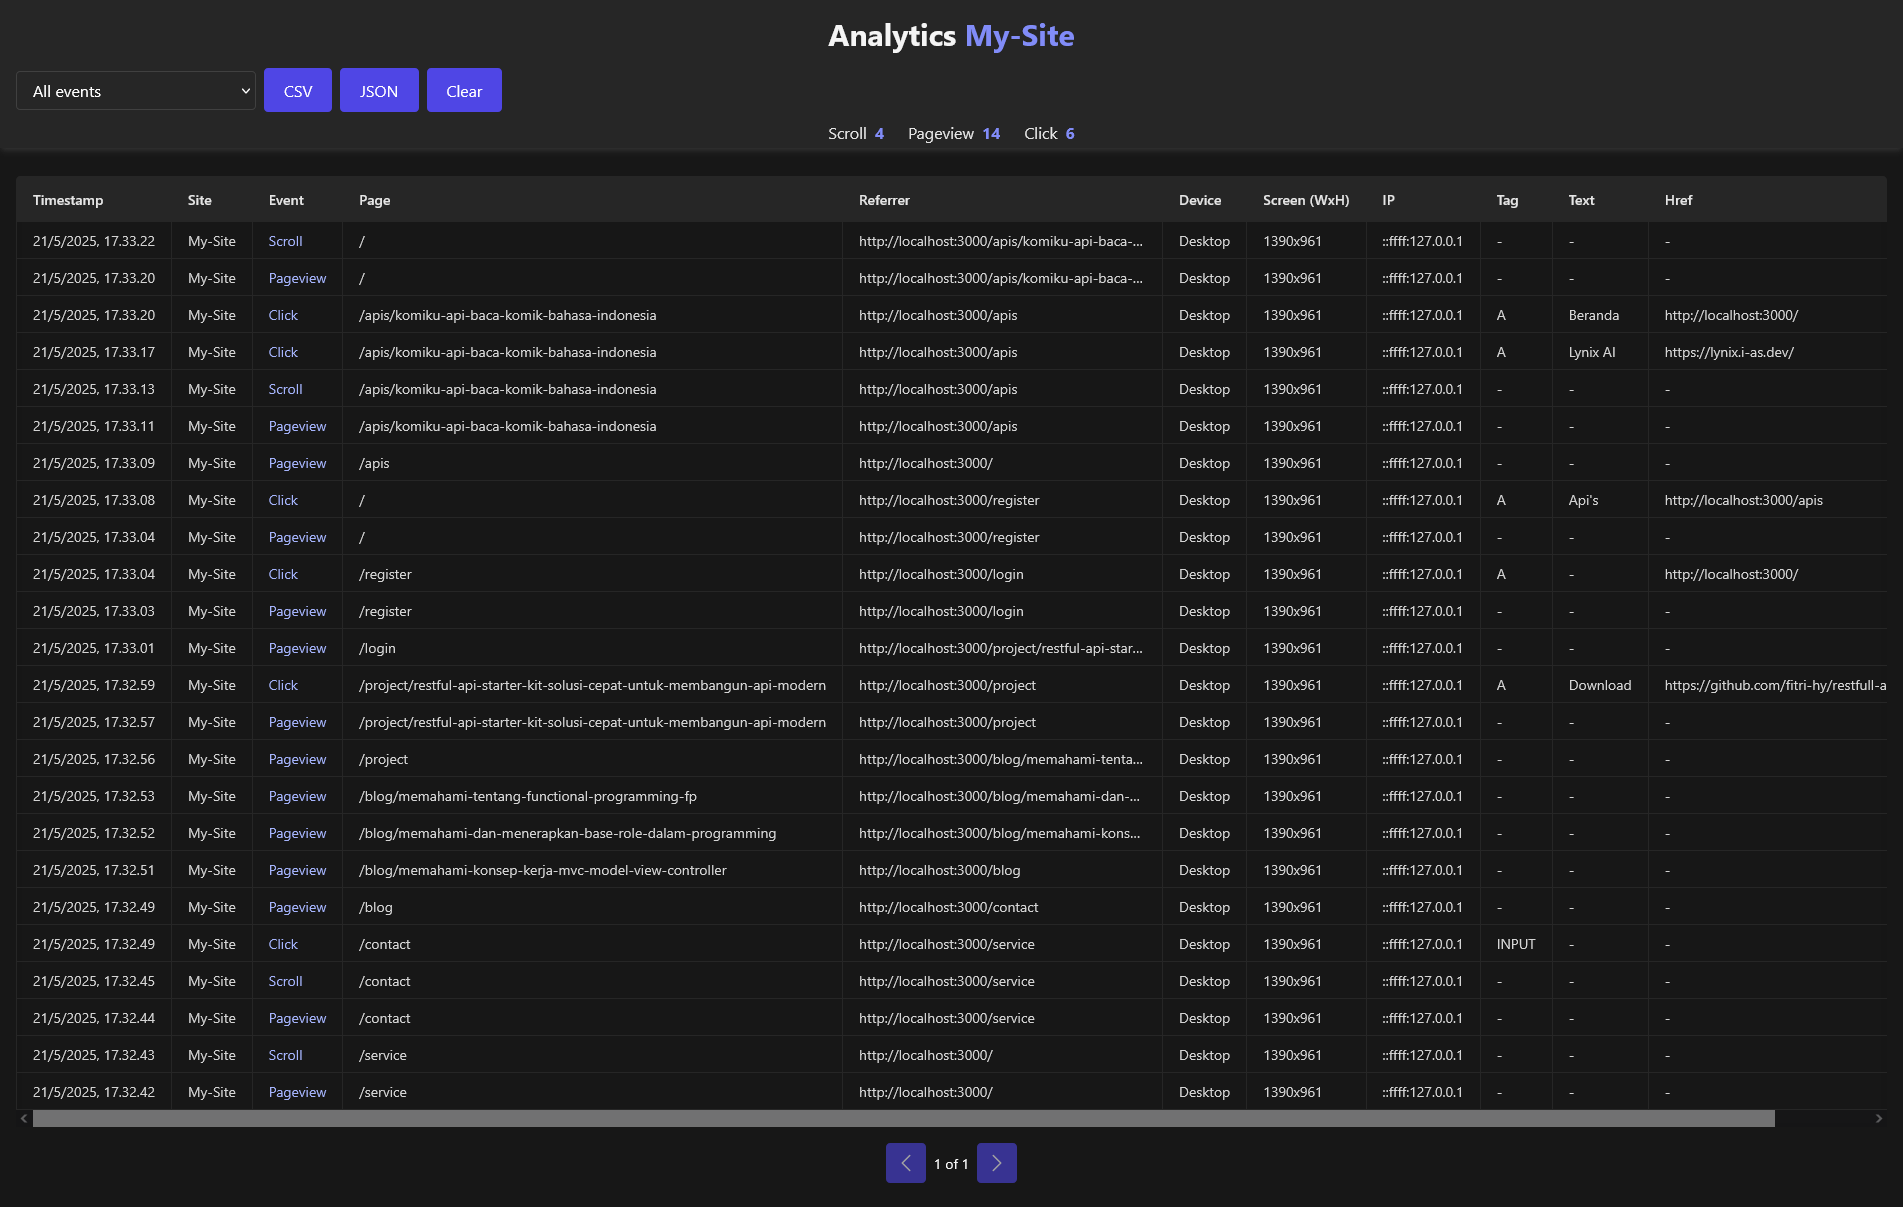 Analytics My-Site
All events CSV JSON Clear
Scroll 4 Pageview 14 Click 6
Timestamp Site Event Page Referrer Device Screen (WxH) IP Tag Text Href
21/5/2025, 17.33.22 My-Site Scroll / http://localhost:3000/apis/komiku-api-baca-... Desktop 1390x961 ::ffff:127.0.0.1 - - -
21/5/2025, 17.33.20 My-Site Pageview / http://localhost:3000/apis/komiku-api-baca-... Desktop 1390x961 ::ffff:127.0.0.1 - - -
21/5/2025, 17.33.20 My-Site Click /apis/komiku-api-baca-komik-bahasa-indonesia http://localhost:3000/apis Desktop 1390x961 ::ffff:127.0.0.1 A Beranda http://localhost:3000/
21/5/2025, 17.33.17 My-Site Click /apis/komiku-api-baca-komik-bahasa-indonesia http://localhost:3000/apis Desktop 1390x961 ::ffff:127.0.0.1 A Lynix AI https://lynix.i-as.dev/
21/5/2025, 17.33.13 My-Site Scroll /apis/komiku-api-baca-komik-bahasa-indonesia http://localhost:3000/apis Desktop 1390x961 ::ffff:127.0.0.1 - - -
21/5/2025, 17.33.11 My-Site Pageview /apis/komiku-api-baca-komik-bahasa-indonesia http://localhost:3000/apis Desktop 1390x961 ::ffff:127.0.0.1 - - -
21/5/2025, 17.33.09 My-Site Pageview /apis http://localhost:3000/ Desktop 1390x961 ::ffff:127.0.0.1 - - -
21/5/2025, 17.33.08 My-Site Click / http://localhost:3000/register Desktop 1390x961 ::ffff:127.0.0.1 A Api's http://localhost:3000/apis
21/5/2025, 17.33.04 My-Site Pageview / http://localhost:3000/register Desktop 1390x961 ::ffff:127.0.0.1 - - -
21/5/2025, 17.33.04 My-Site Click /register http://localhost:3000/login Desktop 1390x961 ::ffff:127.0.0.1 A - http://localhost:3000/
21/5/2025, 17.33.03 My-Site Pageview /register http://localhost:3000/login Desktop 1390x961 ::ffff:127.0.0.1 - - -
21/5/2025, 17.33.01 My-Site Pageview /login http://localhost:3000/project/restful-api-star... Desktop 1390x961 ::ffff:127.0.0.1 - - -
21/5/2025, 17.32.59 My-Site Click /project/restful-api-starter-kit-solusi-cepat-untuk-membangun-api-modern http://localhost:3000/project Desktop 1390x961 ::ffff:127.0.0.1 A Download https://github.com/fitri-hy/restfull-a
21/5/2025, 17.32.57 My-Site Pageview /project/restful-api-starter-kit-solusi-cepat-untuk-membangun-api-modern http://localhost:3000/project Desktop 1390x961 ::ffff:127.0.0.1 - - -
21/5/2025, 17.32.56 My-Site Pageview /project http://localhost:3000/blog/memahami-tenta... Desktop 1390x961 ::ffff:127.0.0.1 - - -
21/5/2025, 17.32.53 My-Site Pageview /blog/memahami-tentang-functional-programming-fp http://localhost:3000/blog/memahami-dan-... Desktop 1390x961 ::ffff:127.0.0.1 - - -
21/5/2025, 17.32.52 My-Site Pageview /blog/memahami-dan-menerapkan-base-role-dalam-programming http://localhost:3000/blog/memahami-kons... Desktop 1390x961 ::ffff:127.0.0.1 - - -
21/5/2025, 17.32.51 My-Site Pageview /blog/memahami-konsep-kerja-mvc-model-view-controller http://localhost:3000/blog Desktop 1390x961 ::ffff:127.0.0.1 - - -
21/5/2025, 17.32.49 My-Site Pageview /blog http://localhost:3000/contact Desktop 1390x961 ::ffff:127.0.0.1 - - -
21/5/2025, 17.32.49 My-Site Click /contact http://localhost:3000/service Desktop 1390x961 ::ffff:127.0.0.1 INPUT - -
21/5/2025, 17.32.45 My-Site Scroll /contact http://localhost:3000/service Desktop 1390x961 ::ffff:127.0.0.1 - - -
21/5/2025, 17.32.44 My-Site Pageview /contact http://localhost:3000/service Desktop 1390x961 ::ffff:127.0.0.1 - - -
21/5/2025, 17.32.43 My-Site Scroll /service http://localhost:3000/ Desktop 1390x961 ::ffff:127.0.0.1 - - -
21/5/2025, 17.32.42 My-Site Pageview /service http://localhost:3000/ Desktop 1390x961 ::ffff:127.0.0.1 - - -
1 of 1